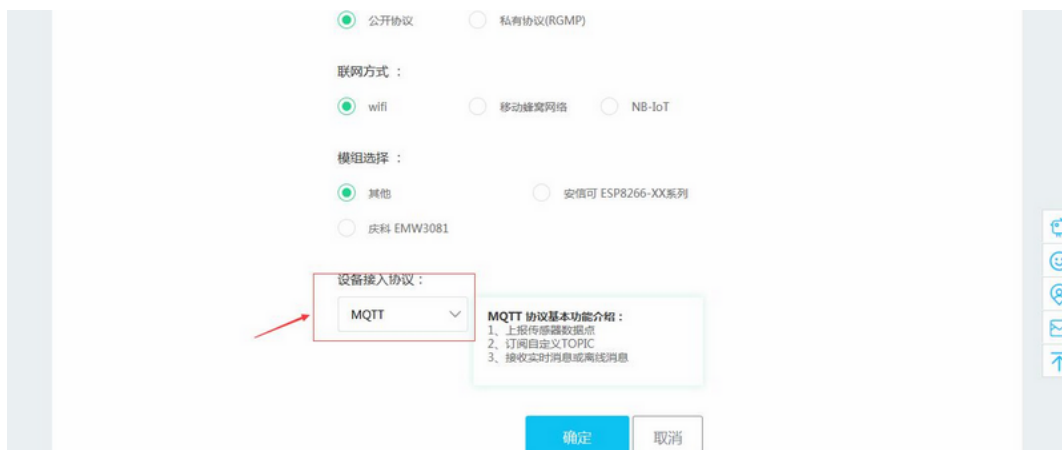 公开协议 私有协议(RGMP)
联网方式 ：
wifi 移动蜂窝网络 NB-IoT
模组选择 ：
其他 安信可 ESP8266-XX系列
庆科 EMW3081
设备接入协议：
MQTT
MQTT 协议基本功能介绍：
1、上报传感器数据点
2、订阅自定义TOPIC
3、接收实时消息或离线消息
确定 取消